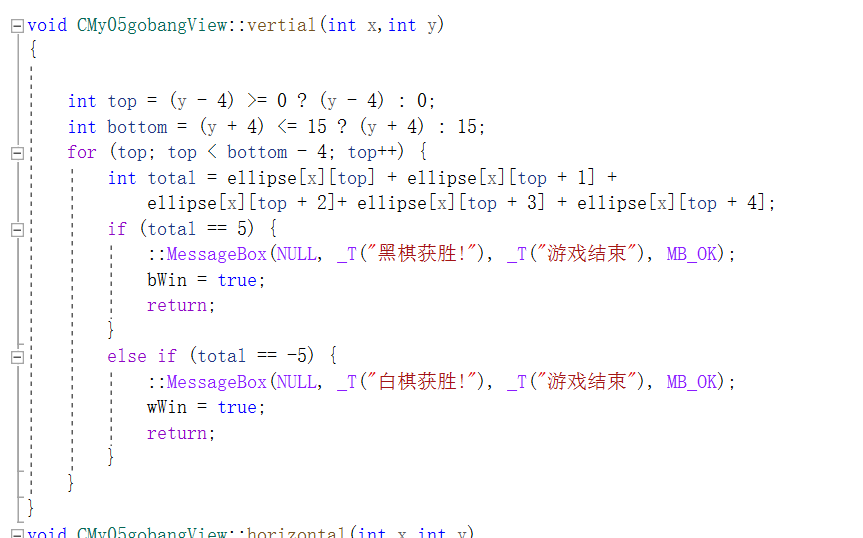 void CMy05gobangView::vertial(int x,int y)
{
int top = (y - 4) >= 0 ? (y - 4) : 0;
int bottom = (y + 4) <= 15 ? (y + 4) : 15;
for (top; top < bottom - 4; top++) {
int total = ellipse[x][top] + ellipse[x][top + 1] +
ellipse[x][top + 2]+ ellipse[x][top + 3] + ellipse[x][top + 4];
if (total == 5) {
::MessageBox(NULL, _T("黑棋获胜!"), _T("游戏结束"), MB_OK);
bWin = true;
return;
}
else if (total == -5) {
::MessageBox(NULL, _T("白棋获胜!"), _T("游戏结束"), MB_OK);
wWin = true;
return;
}
}
}
void CMy05gobangView::horizontal(int x,int y)